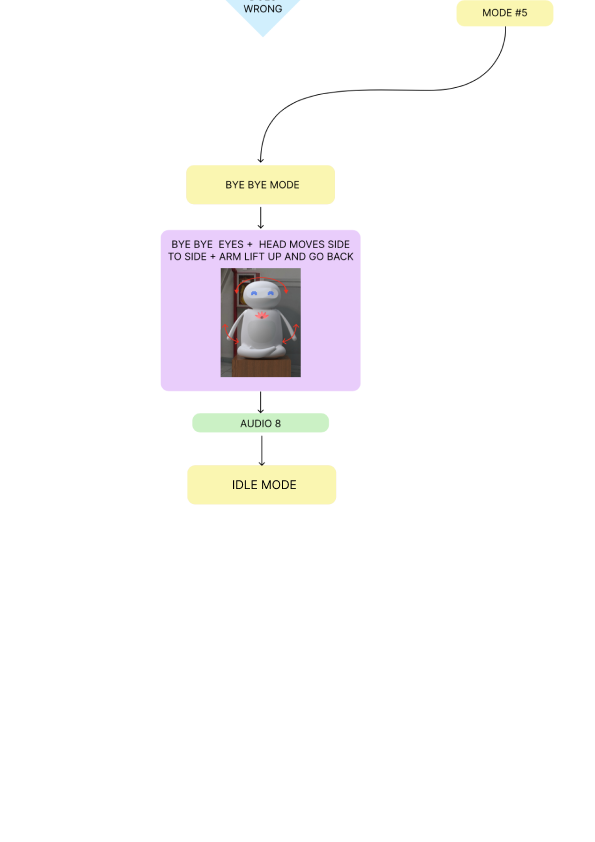 WRONG
MODE #5
BYE BYE MODE
BYE BYE  EYES +  HEAD MOVES SIDE
TO SIDE + ARM LIFT UP AND GO BACK
AUDIO 8
IDLE MODE